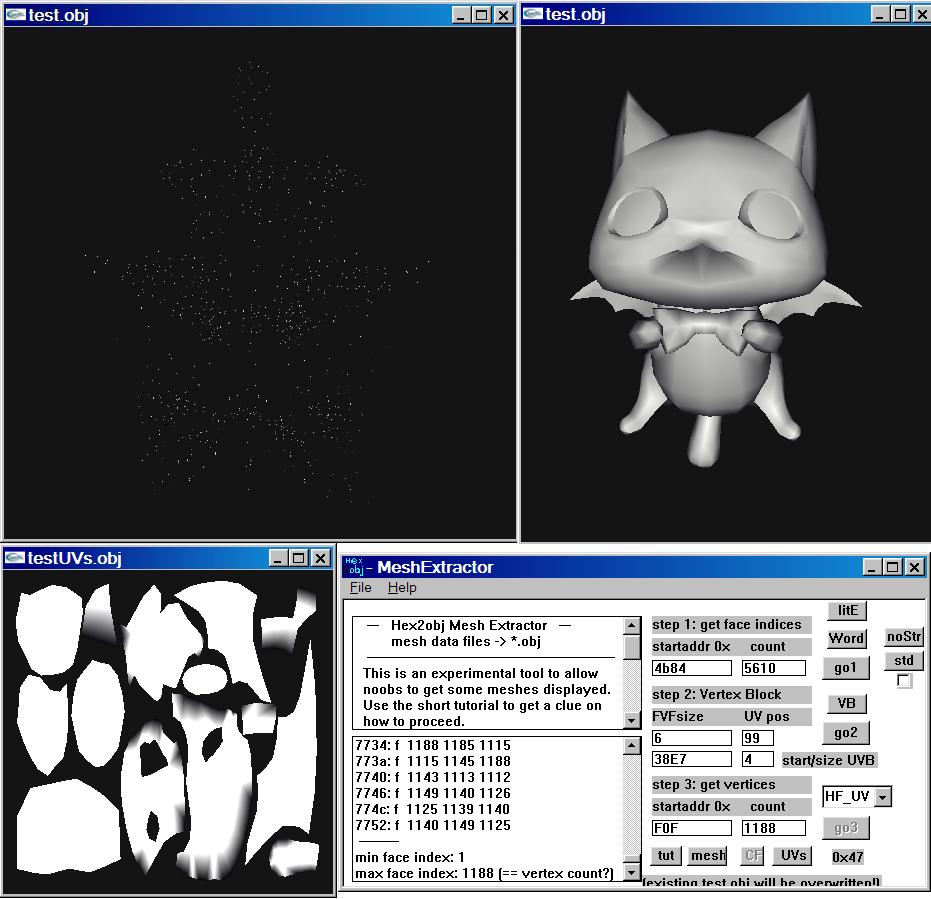 test.obj
test.obj
testUVs.obj
Hex
obj - MeshExtractor
File Help
— Hex2obj Mesh Extractor —
mesh data files -> *.obj
This is an experimental tool to allow
noobs to get some meshes displayed.
Use the short tutorial to get a clue on
how to proceed.
7734: f 1188 1185 1115
773a: f 1115 1145 1188
7740: f 1143 1113 1112
7746: f 1149 1140 1126
774c: f 1125 1139 1140
7752: f 1140 1149 1125
min face index: 1
max face index: 1188 (== vertex count?)
litE
step 1: get face indices
Word noStr
startaddr 0x count
4b84 5610 go1 std
step 2: Vertex Block
VB
FVFsize UV pos
6 99 go2
38E7 4 start/size UVB
step 3: get vertices
HF_UV
startaddr 0x count
F0F 1188 go3
tut mesh CF UVs 0x47
(existing test.obj will be overwritten!)